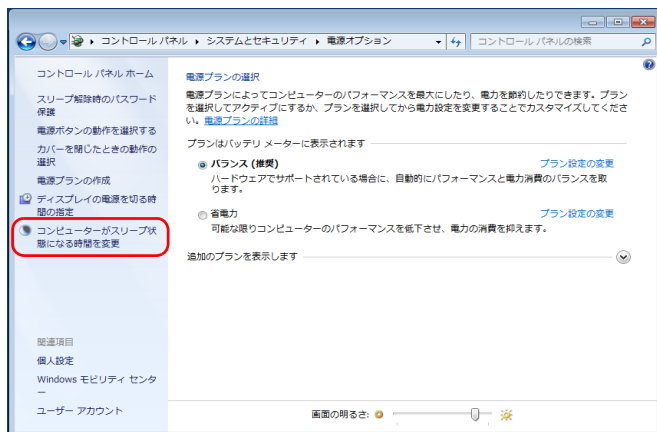 コントロール パネル ▸ システムとセキュリティ ▸ 電源オプション
コントロール パネルの検索
コントロール パネル ホーム
スリープ解除時のパスワード
保護
電源ボタンの動作を選択する
カバーを閉じたときの動作の
選択
電源プランの作成
ディスプレイの電源を切る時
間の指定
コンピューターがスリープ状
態になる時間を変更
関連項目
個人設定
Windows モビリティ センタ
ー
ユーザー アカウント
電源プランの選択
電源プランによってコンピューターのパフォーマンスを最大にしたり、電力を節約したりできます。プラン
を選択してアクティブにするか、プランを選択してから電力設定を変更することでカスタマイズしてくださ
い。電源プランの詳細
プランはバッテリ メーターに表示されます
バランス (推奨) プラン設定の変更
ハードウェアでサポートされている場合に、自動的にパフォーマンスと電力消費のバランスを取
ります。
省電力 プラン設定の変更
可能な限りコンピューターのパフォーマンスを低下させ、電力の消費を抑えます。
追加のプランを表示します
画面の明るさ: